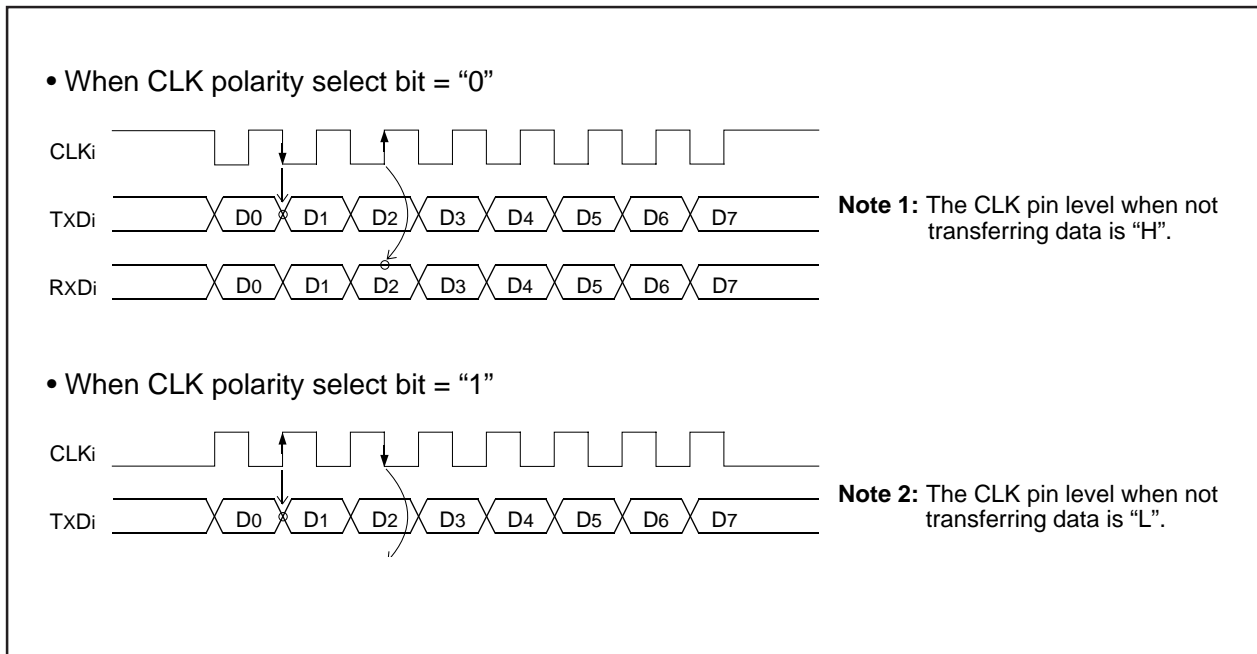 • When CLK polarity select bit = “0”
CLKi
TXDi D0 D1 D2 D3 D4 D5 D6 D7
RXDi D0 D1 D2 D3 D4 D5 D6 D7
Note 1: The CLK pin level when not
transferring data is “H”.
• When CLK polarity select bit = “1”
CLKi
TXDi D0 D1 D2 D3 D4 D5 D6 D7
Note 2: The CLK pin level when not
transferring data is “L”.